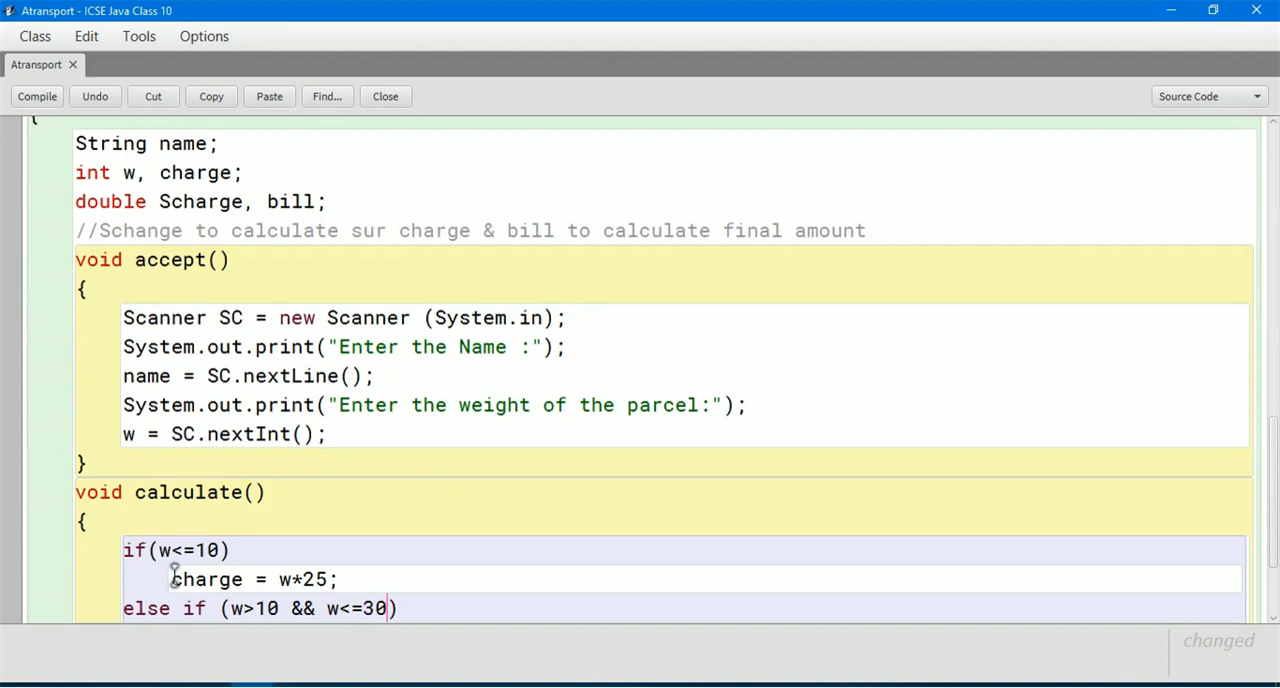 Atransport - ICSE Java Class 10
Class Edit Tools Options
Atransport
Compile Undo Cut Copy Paste Find... Close Source Code
{
String name;
int w, charge;
double Scharge, bill;
//Schange to calculate sur charge & bill to calculate final amount
void accept()
{
Scanner SC = new Scanner (System.in);
System.out.print("Enter the Name :");
name = SC.nextLine();
System.out.print("Enter the weight of the parcel:");
w = SC.nextInt();
}
void calculate()
{
if(w<=10)
charge = w*25;
else if (w>10 && w<=30)
changed